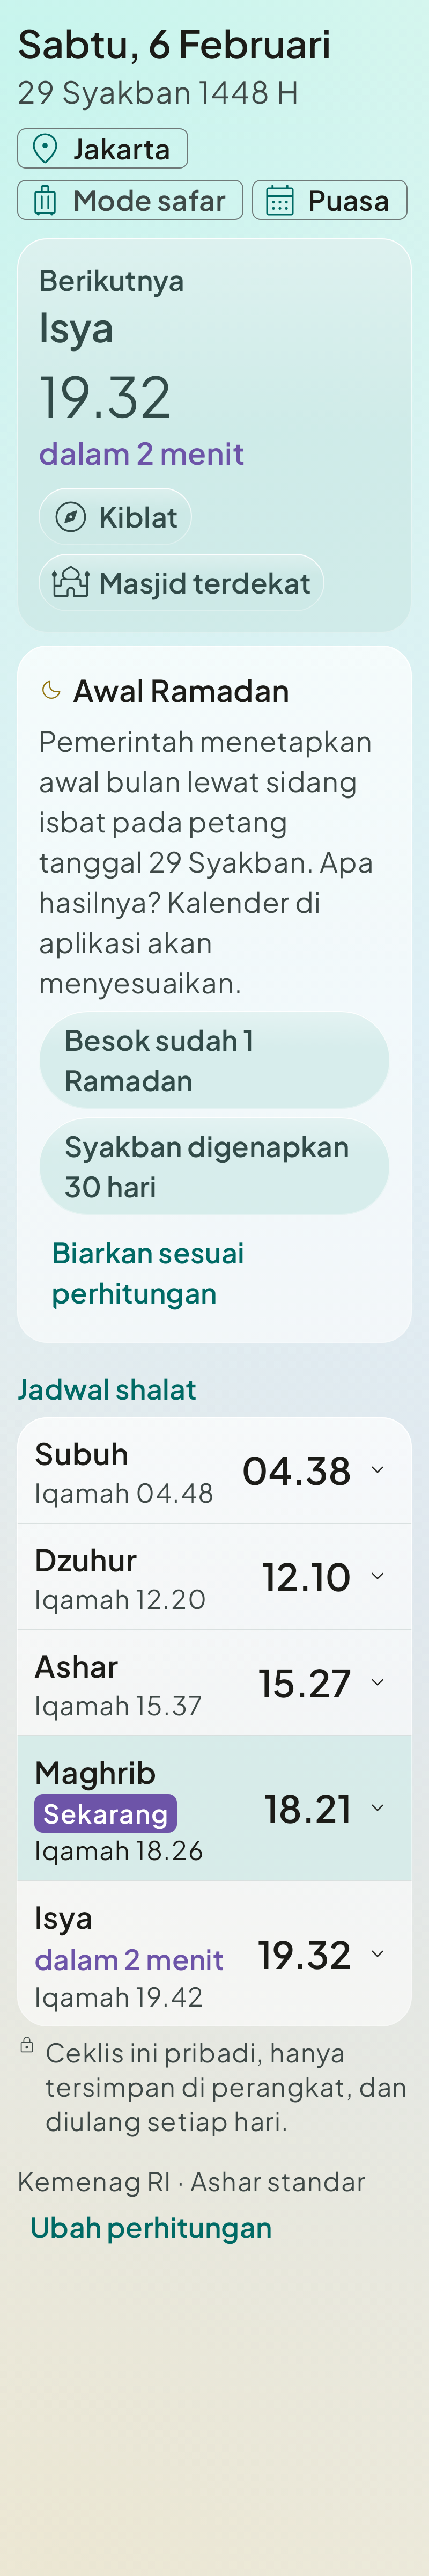 Sabtu, 6 Februari
29 Syakban 1448 H
Jakarta
Mode safar
Puasa
Berikutnya
Isya
19.32
dalam 2 menit
Kiblat
Masjid terdekat
Awal Ramadan
Pemerintah menetapkan
awal bulan lewat sidang
isbat pada petang
tanggal 29 Syakban. Apa
hasilnya? Kalender di
aplikasi akan
menyesuaikan.
Besok sudah 1
Ramadan
Syakban digenapkan
30 hari
Biarkan sesuai
perhitungan
Jadwal shalat
Subuh
Iqamah 04.48
04.38
Dzuhur
Iqamah 12.20
12.10
Ashar
Iqamah 15.37
15.27
Maghrib
Sekarang
Iqamah 18.26
18.21
Isya
dalam 2 menit
Iqamah 19.42
19.32
Ceklis ini pribadi, hanya
tersimpan di perangkat, dan
diulang setiap hari.
Kemenag RI · Ashar standar
Ubah perhitungan